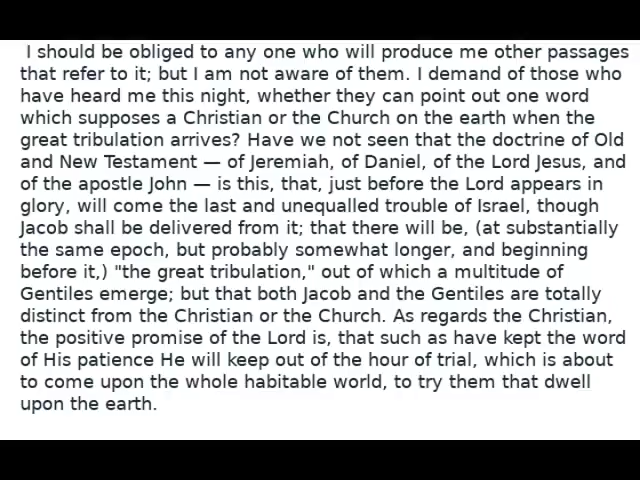 I should be obliged to any one who will produce me other passages
that refer to it; but I am not aware of them. I demand of those who
have heard me this night, whether they can point out one word
which supposes a Christian or the Church on the earth when the
great tribulation arrives? Have we not seen that the doctrine of Old
and New Testament — of Jeremiah, of Daniel, of the Lord Jesus, and
of the apostle John — is this, that, just before the Lord appears in
glory, will come the last and unequalled trouble of Israel, though
Jacob shall be delivered from it; that there will be, (at substantially
the same epoch, but probably somewhat longer, and beginning
before it,) "the great tribulation," out of which a multitude of
Gentiles emerge; but that both Jacob and the Gentiles are totally
distinct from the Christian or the Church. As regards the Christian,
the positive promise of the Lord is, that such as have kept the word
of His patience He will keep out of the hour of trial, which is about
to come upon the whole habitable world, to try them that dwell
upon the earth.